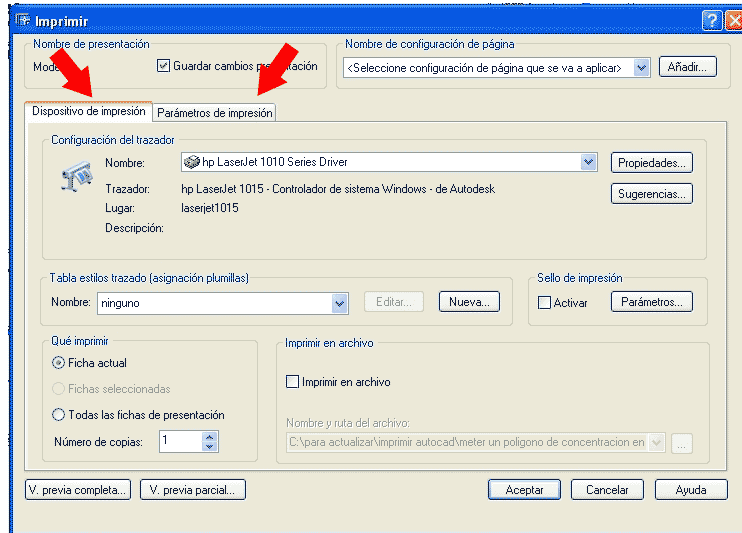 Imprimir
Nombre de presentación
Guardar cambios
Nombre de configuración de página
<Seleccione configuración de página que se va a aplicar>
Añadir...
Dispositivo de impresión
Parámetros de impresión
Configuración del trazador
Nombre:
hp LaserJet 1010 Series Driver
Propiedades...
Trazador:
hp LaserJet 1015 - Controlador de sistema Windows - de Autodesk
Sugerencias...
Lugar:
laserjet1015
Descripción:
Tabla estilos trazado (asignación plumillas)
Nombre:
ninguno
Editar...
Nueva...
Sello de impresión
Activar
Parámetros...
Qué imprimir
Ficha actual
Fichas seleccionadas
Todas las fichas de presentación
Número de copias:
1
Imprimir en archivo
Imprimir en archivo
Nombre y ruta del archivo:
C:\para actualizar\imprimir autocad\meter un poligono de concentracion en
...
V. previa completa...
V. previa parcial...
Aceptar
Cancelar
Ayuda